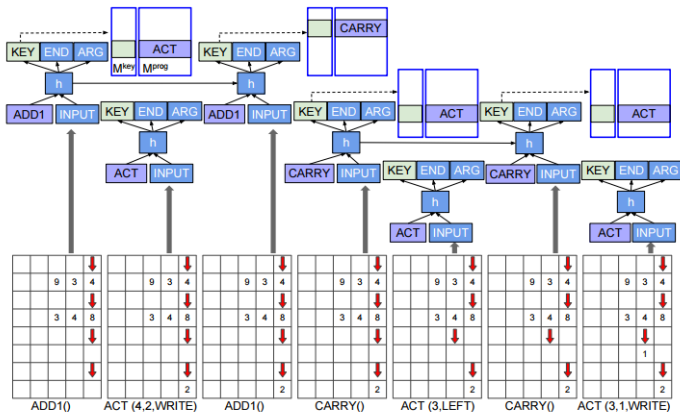 KEY END ARG
M^key M^prog
ACT
KEY END ARG
CARRY
h
h
ADD1 INPUT
KEY END ARG
ADD1 INPUT
KEY END ARG
ACT
KEY END ARG
ACT
h
h
h
ACT INPUT
CARRY INPUT
KEY END ARG
CARRY INPUT
KEY END ARG
h
h
ACT INPUT
ACT INPUT
9 3 4
9 3 4
9 3 4
9 3 4
9 3 4
9 3 4
9 3 4
3 4 8
3 4 8
3 4 8
3 4 8
3 4 8
3 4 8
3 4 8
1
2
2
2
2
2
2
ADD1()
ACT (4,2,WRITE)
ADD1()
CARRY()
ACT (3,LEFT)
CARRY()
ACT (3,1,WRITE)